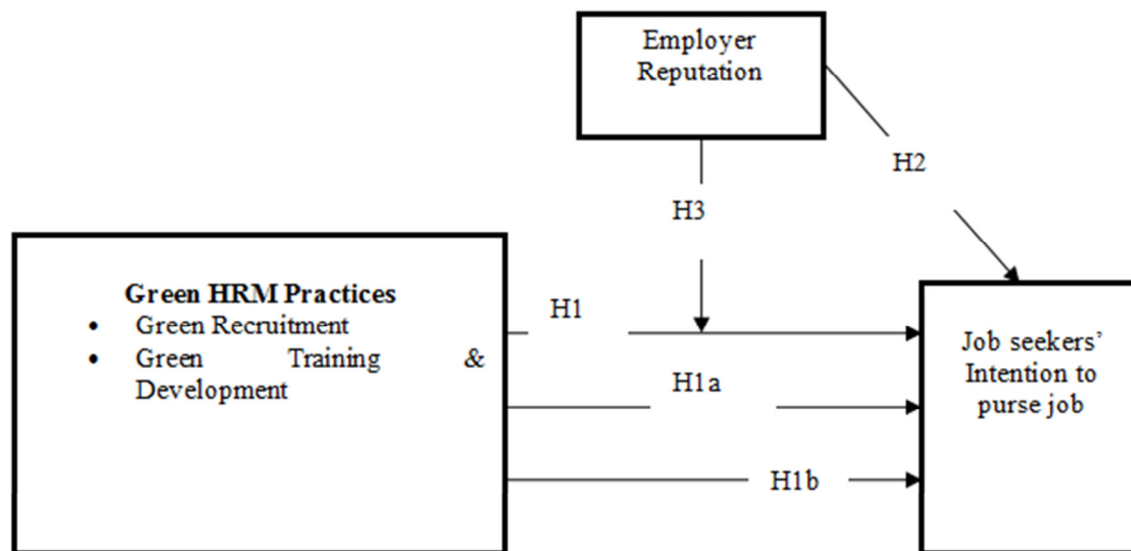 Employer
Reputation
H2
H3
Green HRM Practices
• Green Recruitment
• Green Training &
Development
H1
H1a
H1b
Job seekers’
Intention to
purse job